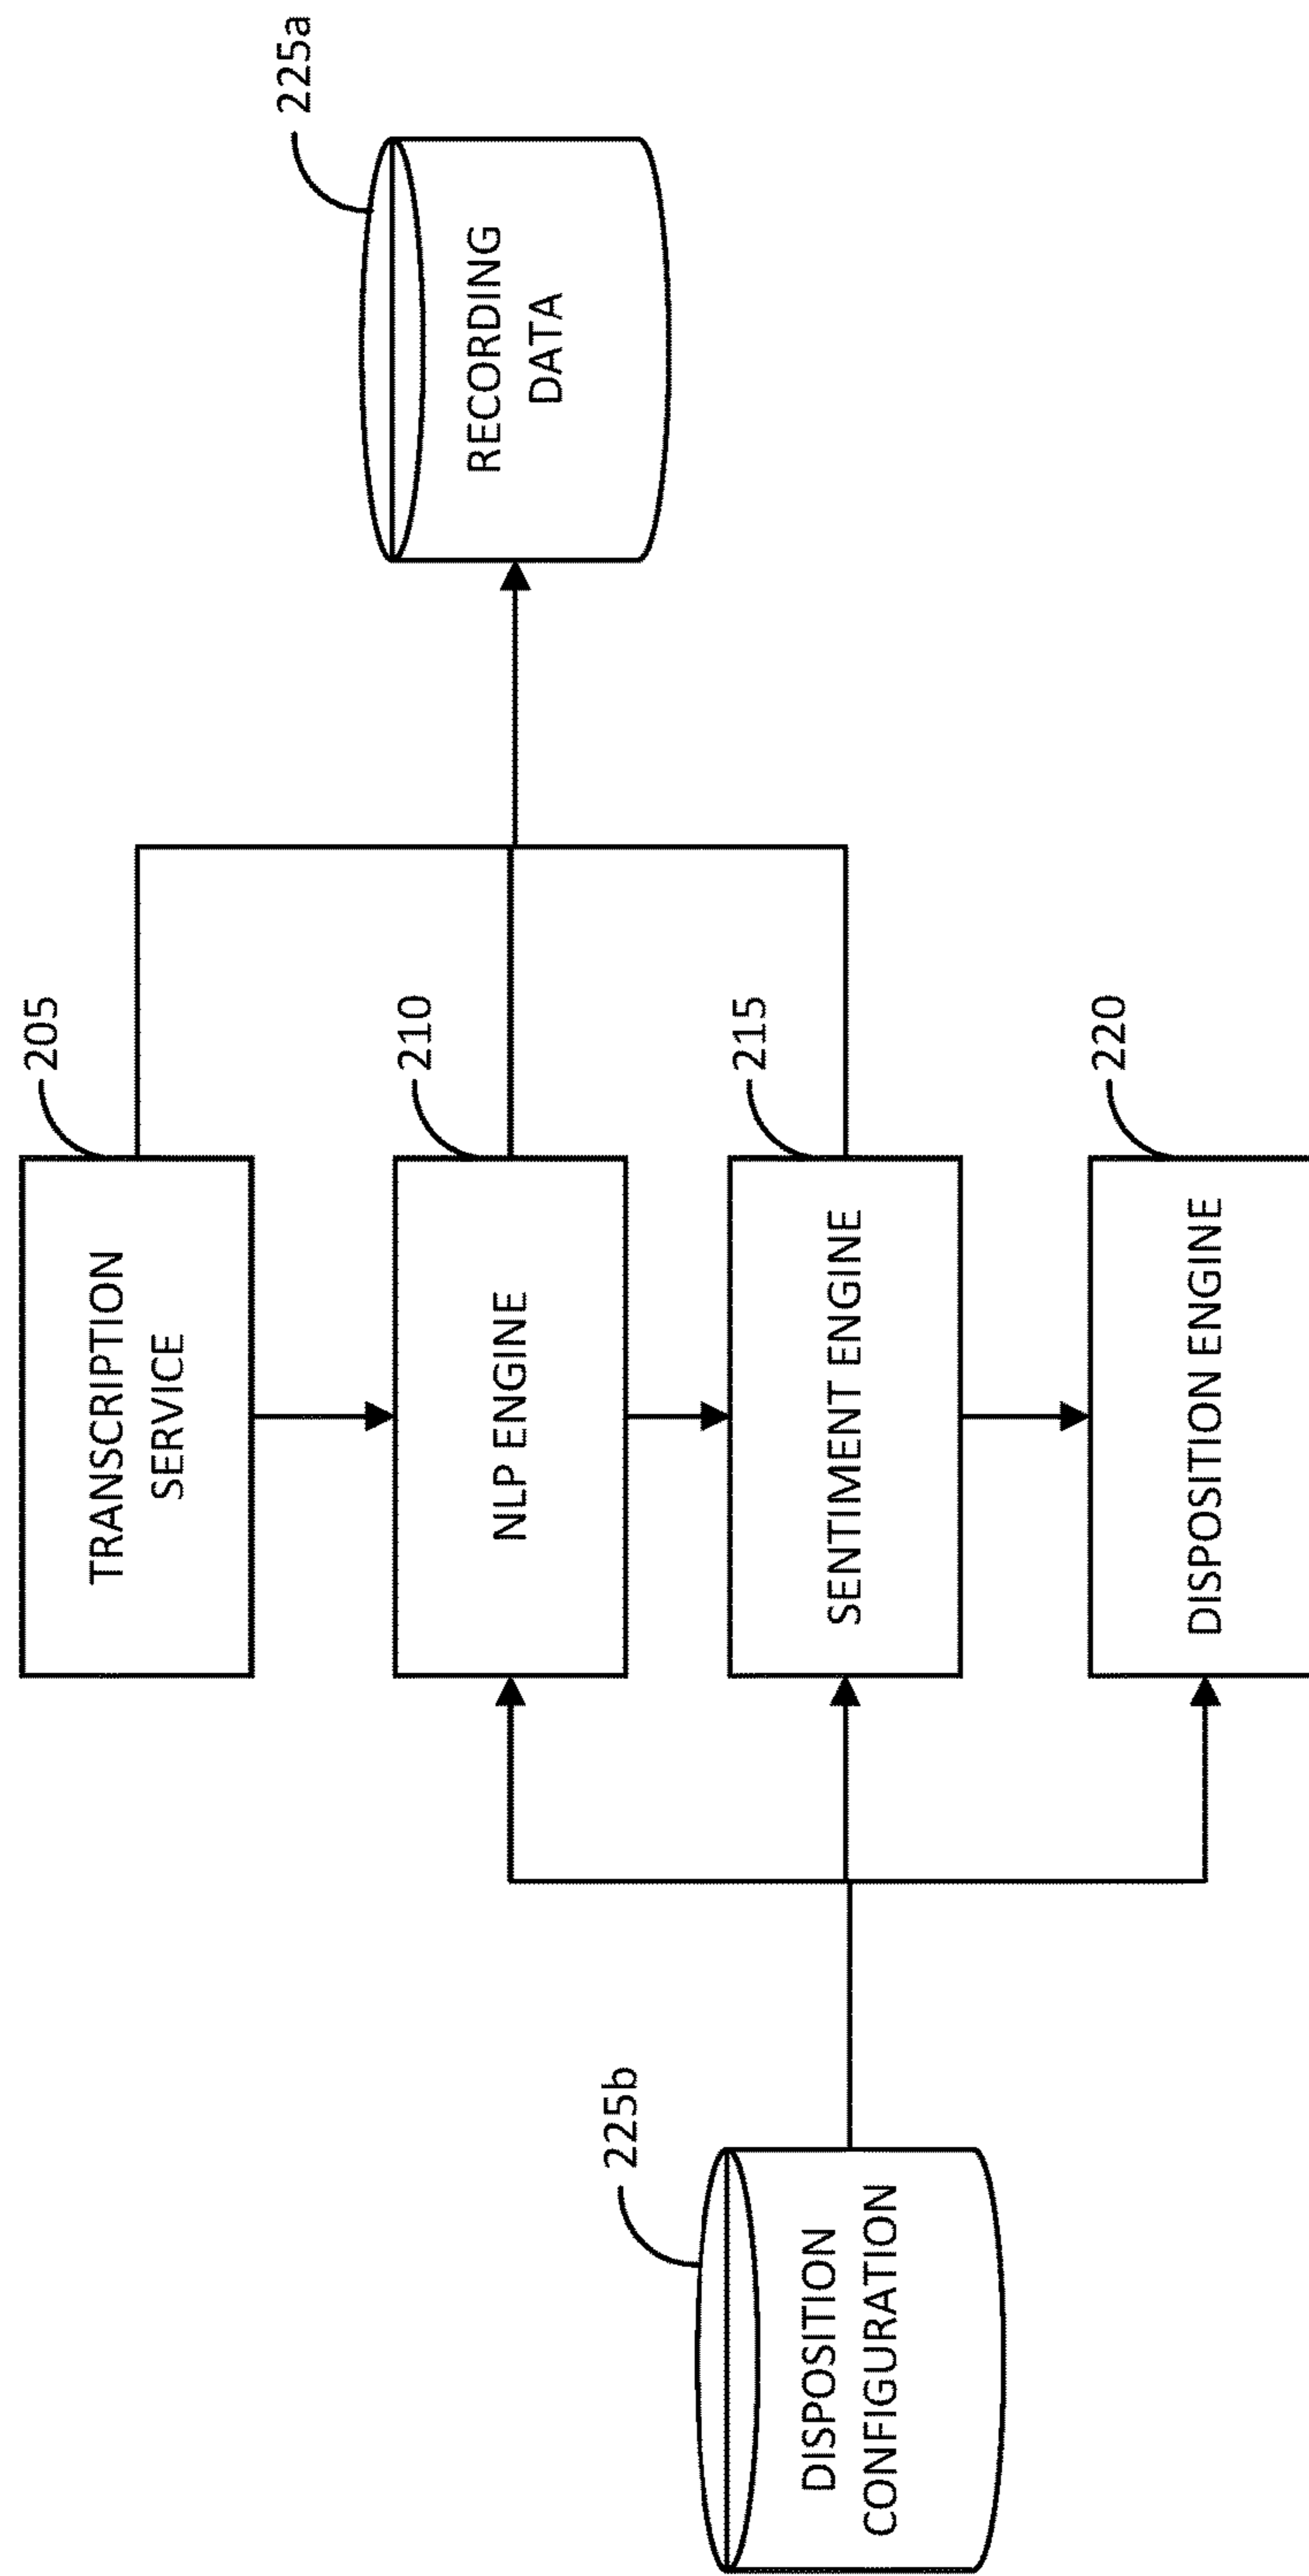 205
TRANSCRIPTION
SERVICE
225a
RECORDING
DATA
210
NLP ENGINE
225b
DISPOSITION
CONFIGURATION
215
SENTIMENT ENGINE
220
DISPOSITION ENGINE